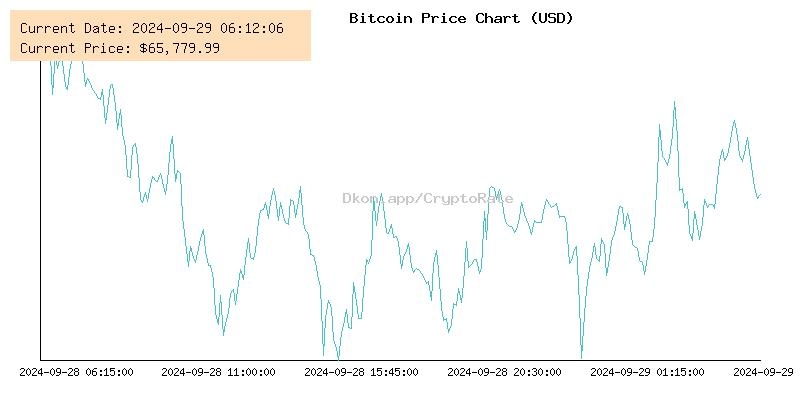 Bitcoin Price Chart (USD)
Current Date: 2024-09-29 06:12:06
Current Price: $65,779.99
Dkon.app/CryptoRate
2024-09-28 06:15:00 2024-09-28 11:00:00 2024-09-28 15:45:00 2024-09-28 20:30:00 2024-09-29 01:15:00 2024-09-29